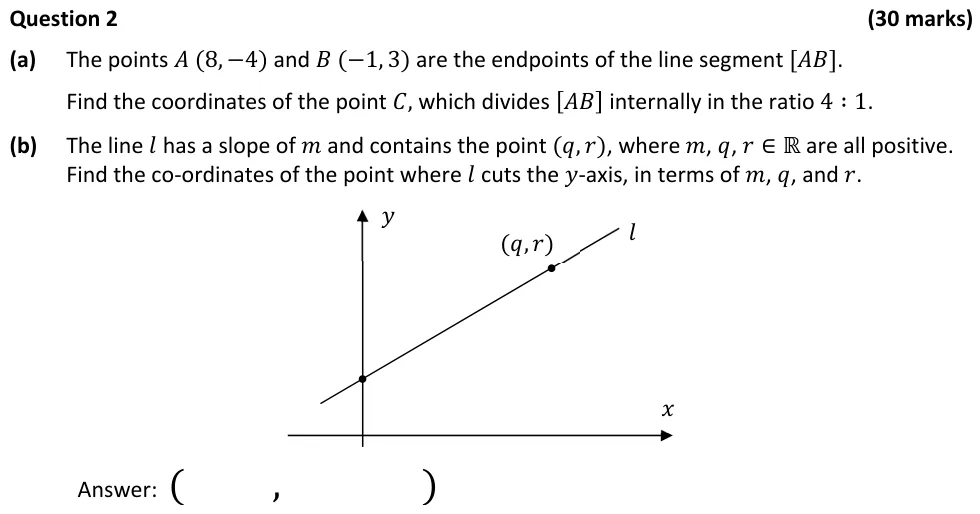 Question 2 (30 marks)
(a) The points A (8, −4) and B (−1, 3) are the endpoints of the line segment [AB].
Find the coordinates of the point C, which divides [AB] internally in the ratio 4 : 1.
(b) The line l has a slope of m and contains the point (q, r), where m, q, r ∈ ℝ are all positive.
Find the co-ordinates of the point where l cuts the y-axis, in terms of m, q, and r.
y
l
(q, r)
x
Answer: ( , )